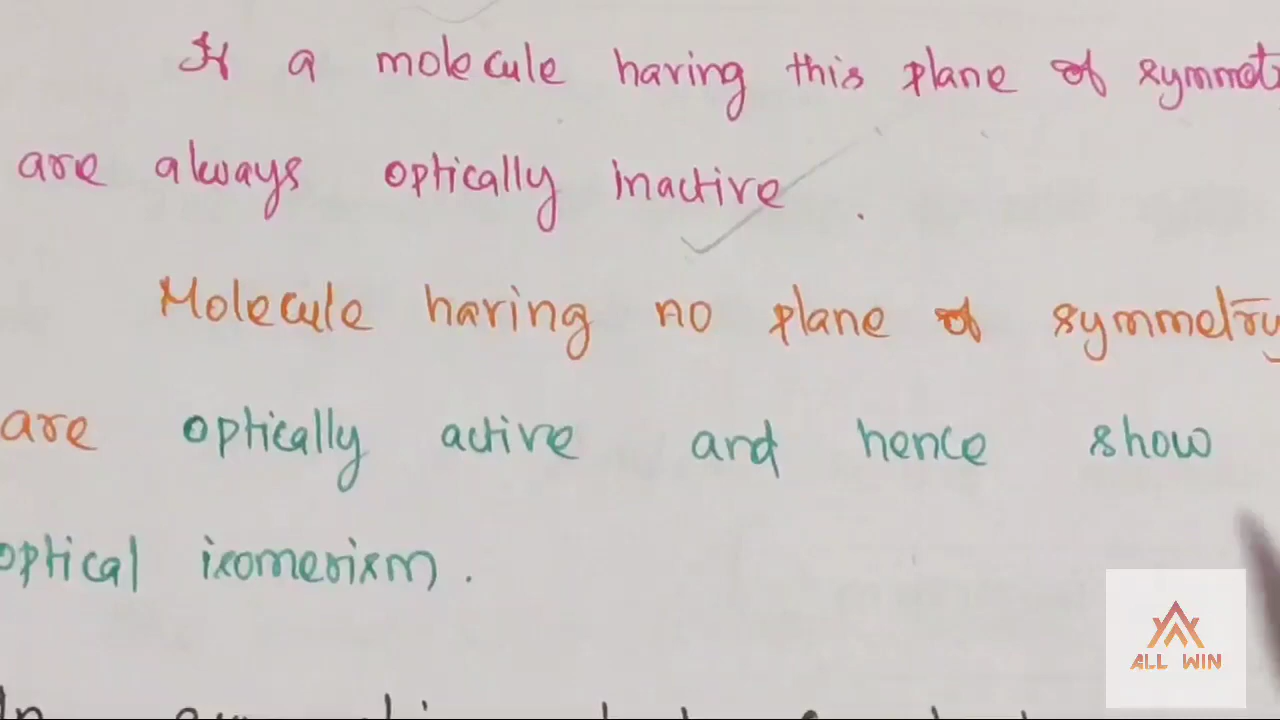 If a molecule having this plane of symmet
are always optically inactive .
Molecule having no plane of symmetry
are optically active and hence show
optical isomerism .
ALL WIN